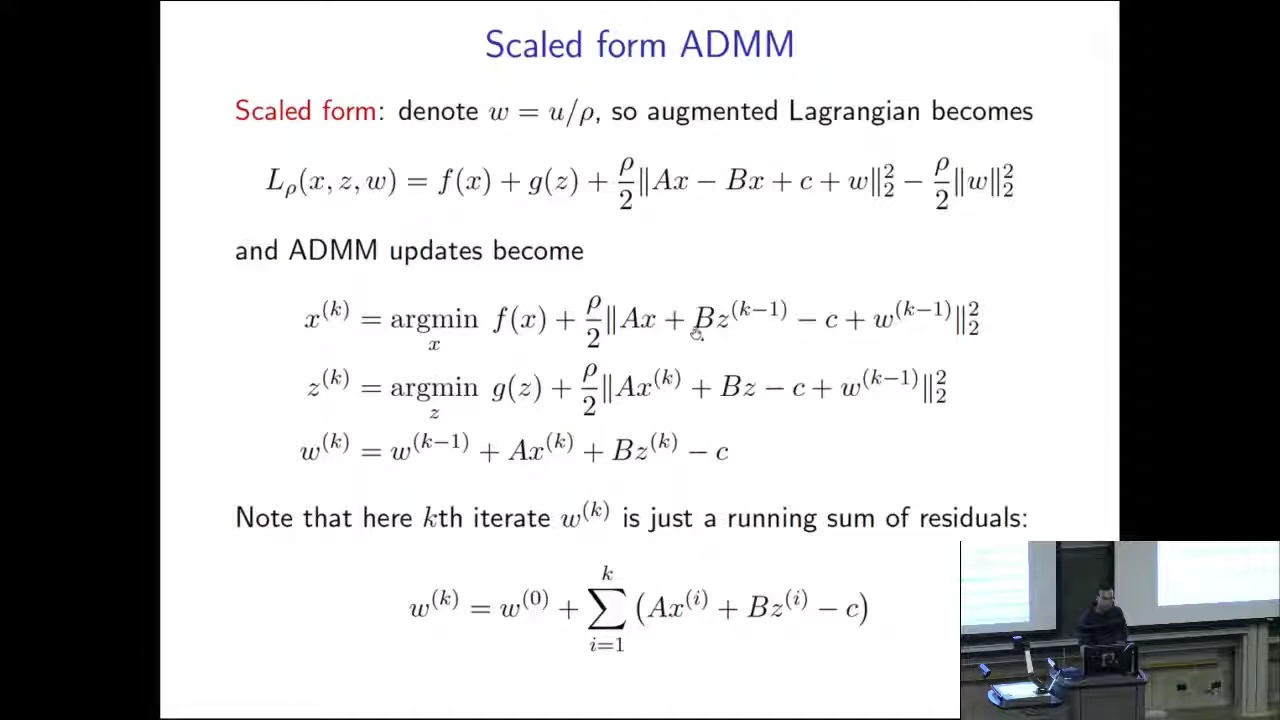 Scaled form ADMM
Scaled form: denote w = u/ρ, so augmented Lagrangian becomes
L_ρ(x, z, w) = f(x) + g(z) + ρ/2 ‖Ax − Bx + c + w‖₂² − ρ/2 ‖w‖₂²
and ADMM updates become
x^(k) = argmin_x f(x) + ρ/2 ‖Ax + Bz^(k−1) − c + w^(k−1)‖₂²
z^(k) = argmin_z g(z) + ρ/2 ‖Ax^(k) + Bz − c + w^(k−1)‖₂²
w^(k) = w^(k−1) + Ax^(k) + Bz^(k) − c
Note that here kth iterate w^(k) is just a running sum of residuals:
w^(k) = w^(0) + ∑_{i=1}^{k} (Ax^(i) + Bz^(i) − c)